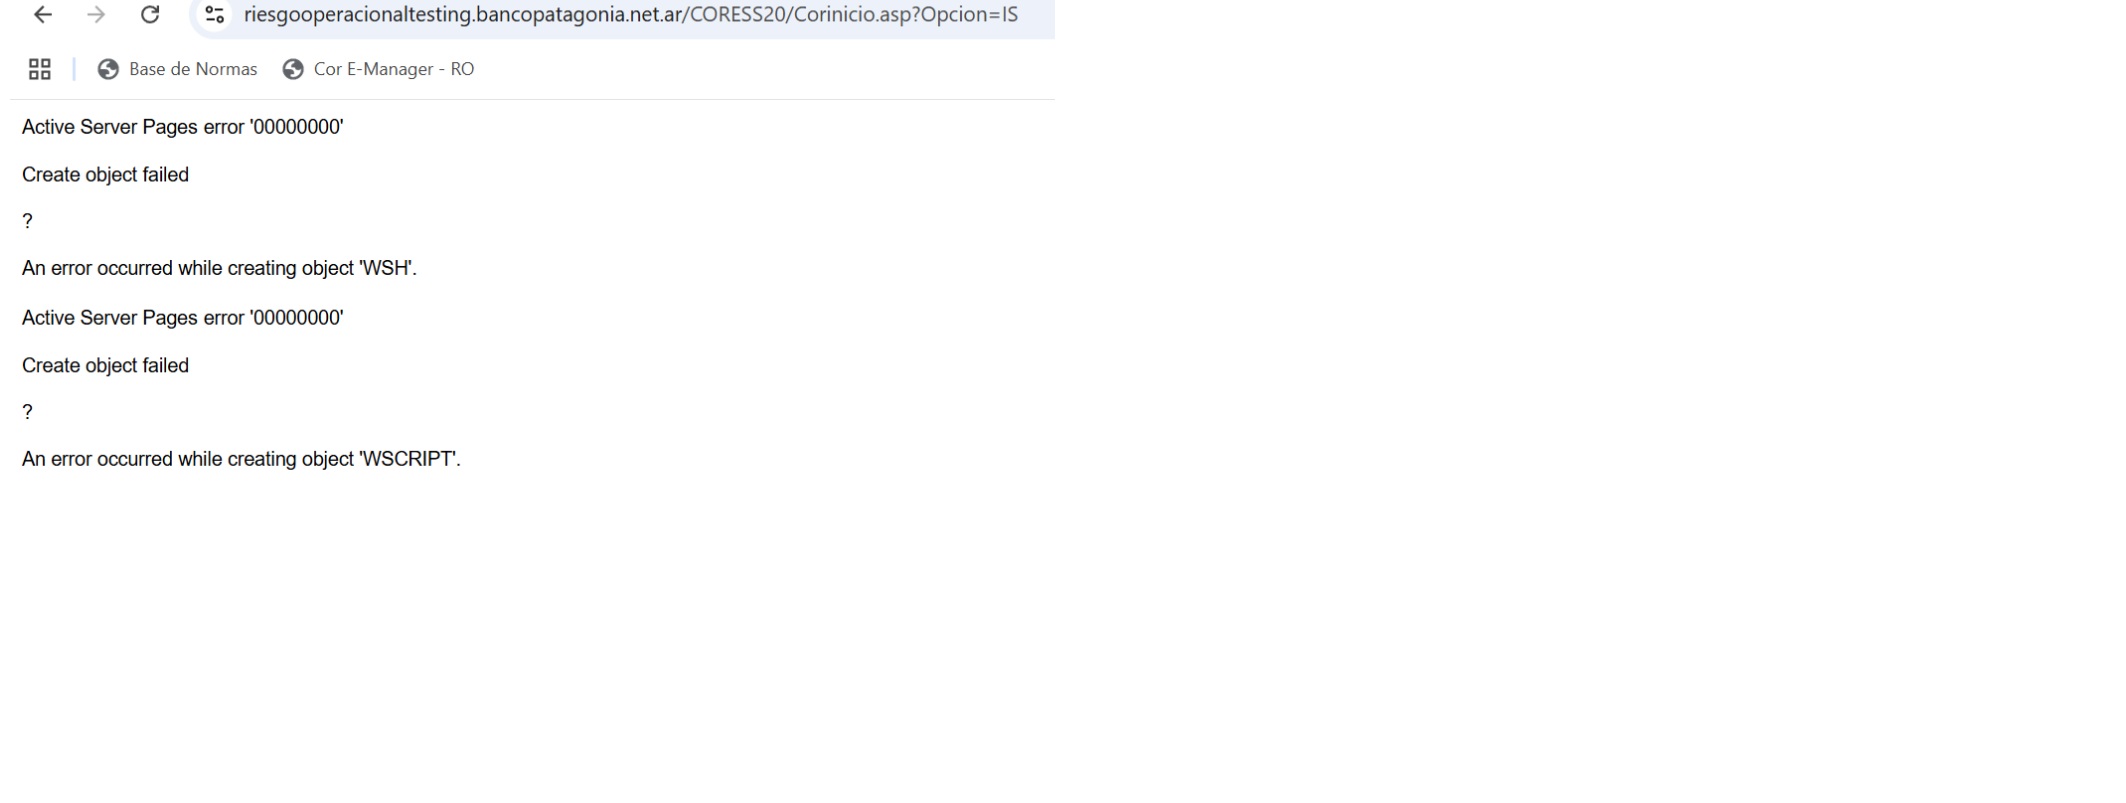 riesgooperacionaltesting.bancopatagonia.net.ar/CORESS20/Corinicio.asp?Opcion=IS
Base de Normas Cor E-Manager - RO
Active Server Pages error '00000000'
Create object failed
?
An error occurred while creating object 'WSH'.
Active Server Pages error '00000000'
Create object failed
?
An error occurred while creating object 'WSCRIPT'.